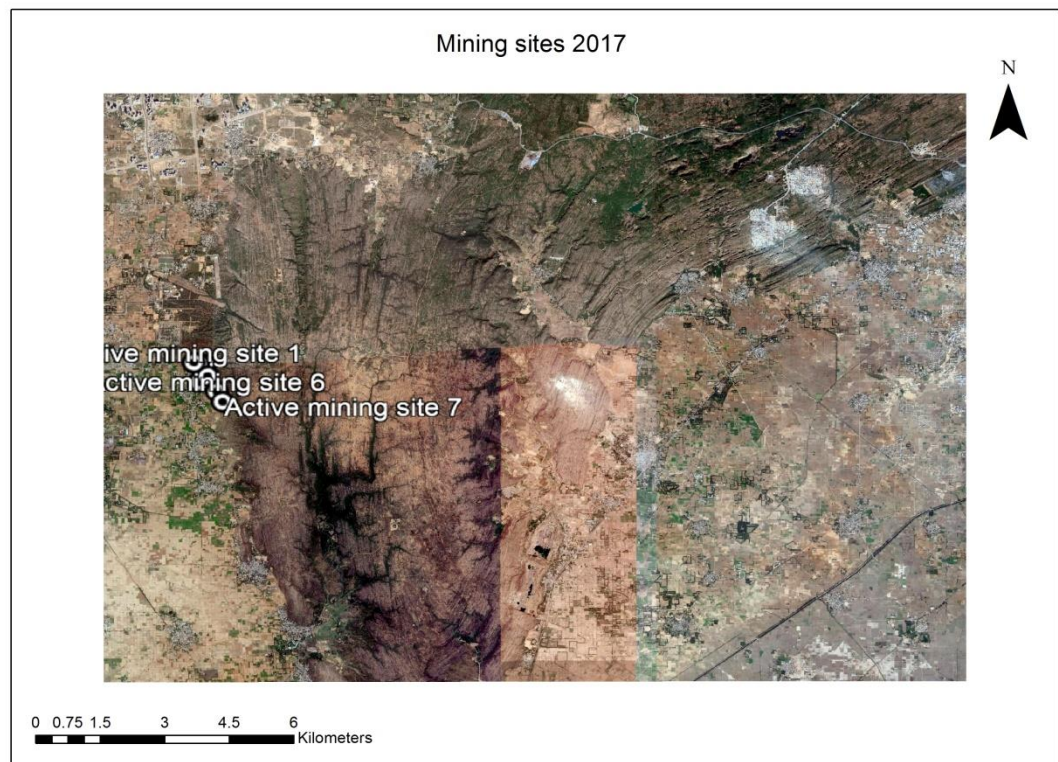 Mining sites 2017
N
ive mining site 1
ctive mining site 6
Active mining site 7
0 0.75 1.5 3 4.5 6
Kilometers